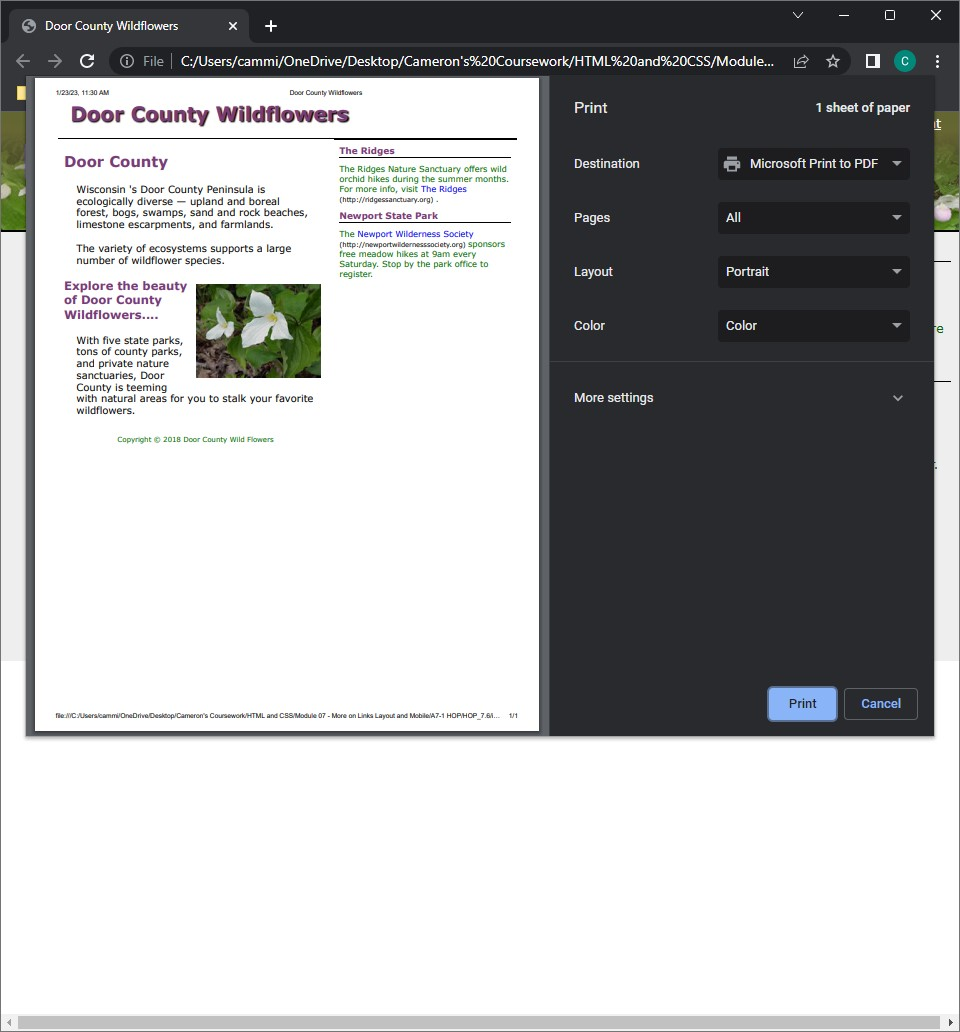 Door County Wildflowers
File
C:/Users/cammi/OneDrive/Desktop/Cameron's%20Coursework/HTML%20and%20CSS/Module...
C
1/23/23, 11:30 AM
Door County Wildflowers
Door County Wildflowers
Door County
Wisconsin 's Door County Peninsula is
ecologically diverse — upland and boreal
forest, bogs, swamps, sand and rock beaches,
limestone escarpments, and farmlands.
The variety of ecosystems supports a large
number of wildflower species.
Explore the beauty
of Door County
Wildflowers....
With five state parks,
tons of county parks,
and private nature
sanctuaries, Door
County is teeming
with natural areas for you to stalk your favorite
wildflowers.
Copyright © 2018 Door County Wild Flowers
The Ridges
The Ridges Nature Sanctuary offers wild
orchid hikes during the summer months.
For more info, visit The Ridges
(http://ridgessanctuary.org) .
Newport State Park
The Newport Wilderness Society
(http://newportwildernesssociety.org) sponsors
free meadow hikes at 9am every
Saturday. Stop by the park office to
register.
file:///C:/Users/cammi/OneDrive/Desktop/Cameron's Coursework/HTML and CSS/Module 07 - More on Links Layout and Mobile/A7-1 HOP/HOP_7.6/i...
1/1
Print
1 sheet of paper
Destination
Microsoft Print to PDF
Pages
All
Layout
Portrait
Color
Color
More settings
Print
Cancel